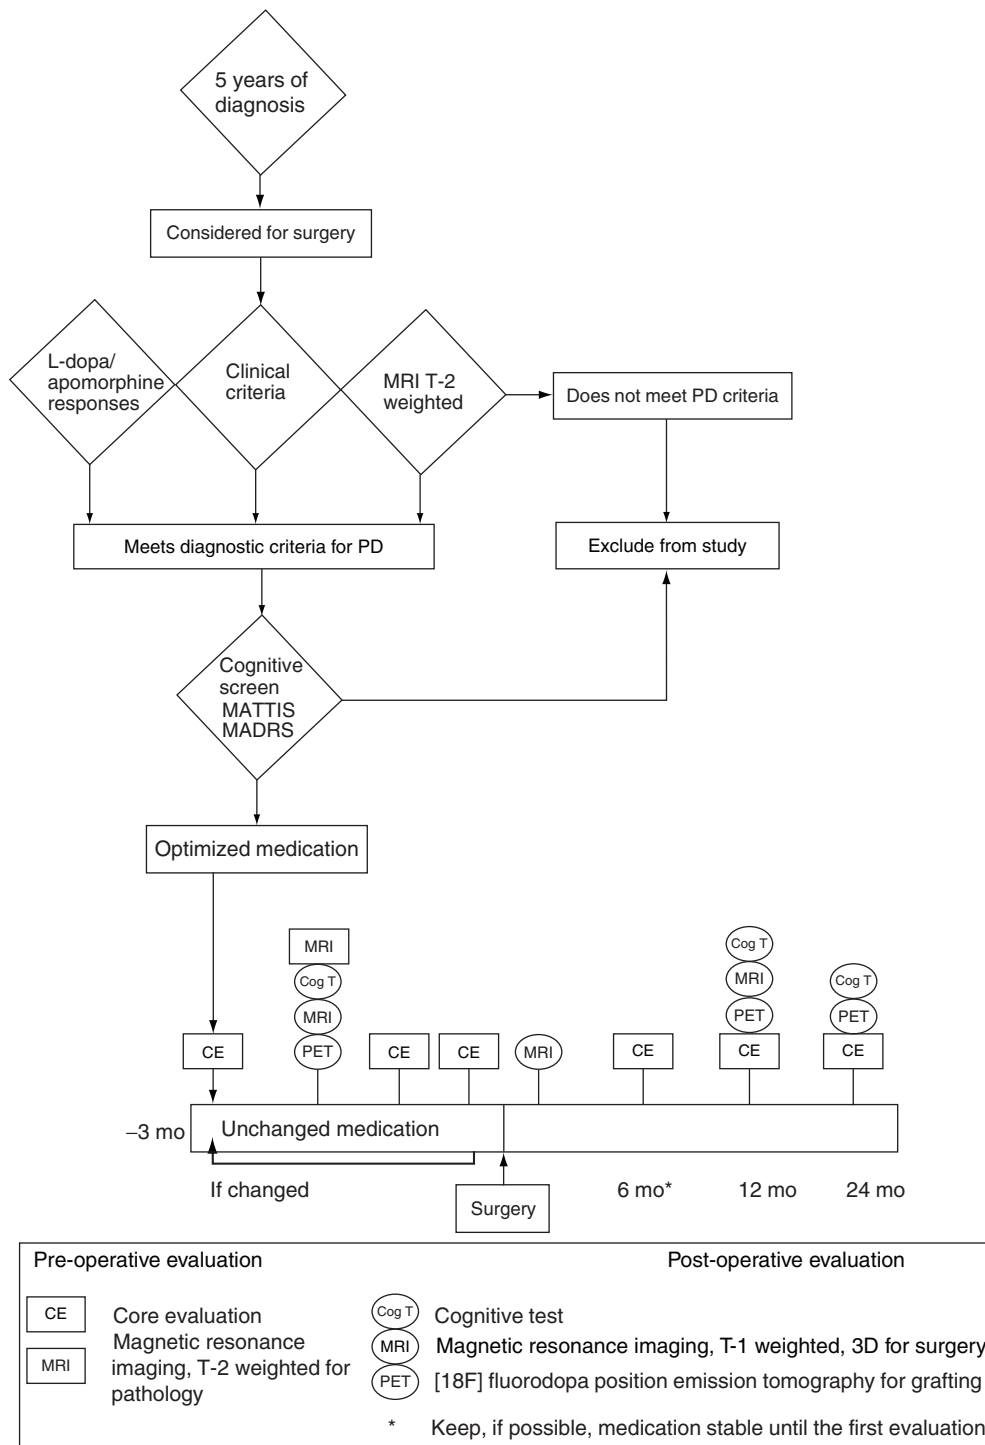 5 years of
diagnosis
Considered for surgery
L-dopa/
apomorphine
responses
Clinical
criteria
MRI T-2
weighted
Does not meet PD criteria
Meets diagnostic criteria for PD
Exclude from study
Cognitive
screen
MATTIS
MADRS
Optimized medication
MRI
Cog T
MRI
PET
Cog T
MRI
PET
Cog T
PET
CE
CE
CE
MRI
CE
CE
CE
–3 mo
Unchanged medication
If changed
Surgery
6 mo*
12 mo
24 mo
Pre-operative evaluation
Post-operative evaluation
CE
Core evaluation
MRI
Magnetic resonance
imaging, T-2 weighted for
pathology
Cog T
Cognitive test
MRI
Magnetic resonance imaging, T-1 weighted, 3D for surgery
PET
[18F] fluorodopa position emission tomography for grafting
* Keep, if possible, medication stable until the first evaluation